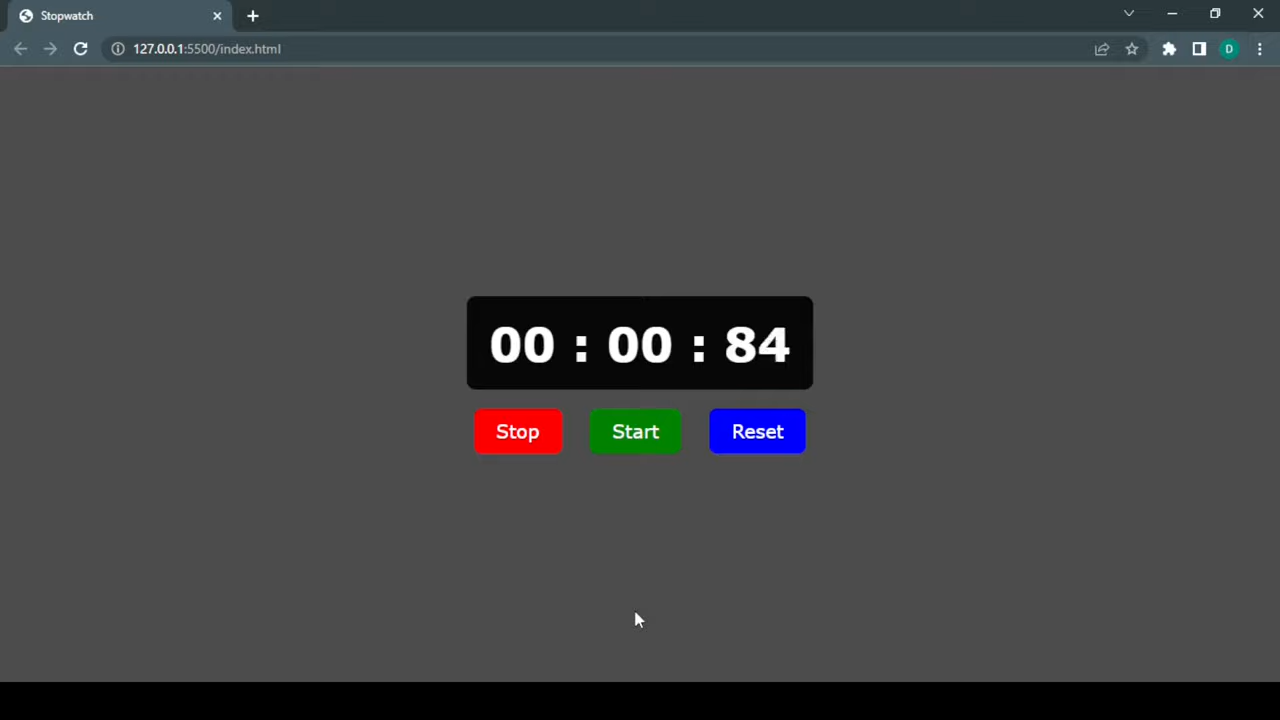 Stopwatch
127.0.0.1:5500/index.html
D
00 : 00 : 84
Stop
Start
Reset